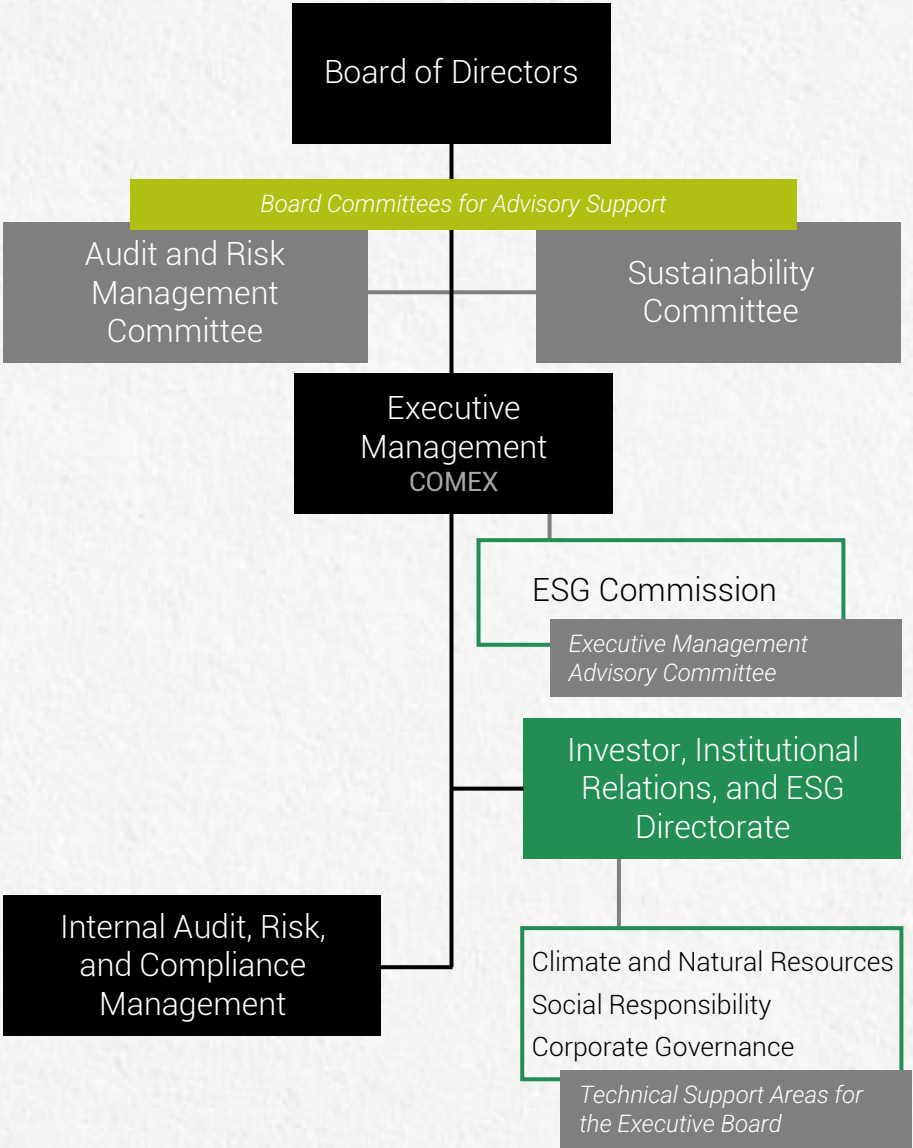 Board of Directors
Board Committees for Advisory Support
Audit and Risk
Management
Committee
Sustainability
Committee
Executive
Management
COMEX
ESG Commission
Executive Management
Advisory Committee
Investor, Institutional
Relations, and ESG
Directorate
Internal Audit, Risk,
and Compliance
Management
Climate and Natural Resources
Social Responsibility
Corporate Governance
Technical Support Areas for
the Executive Board